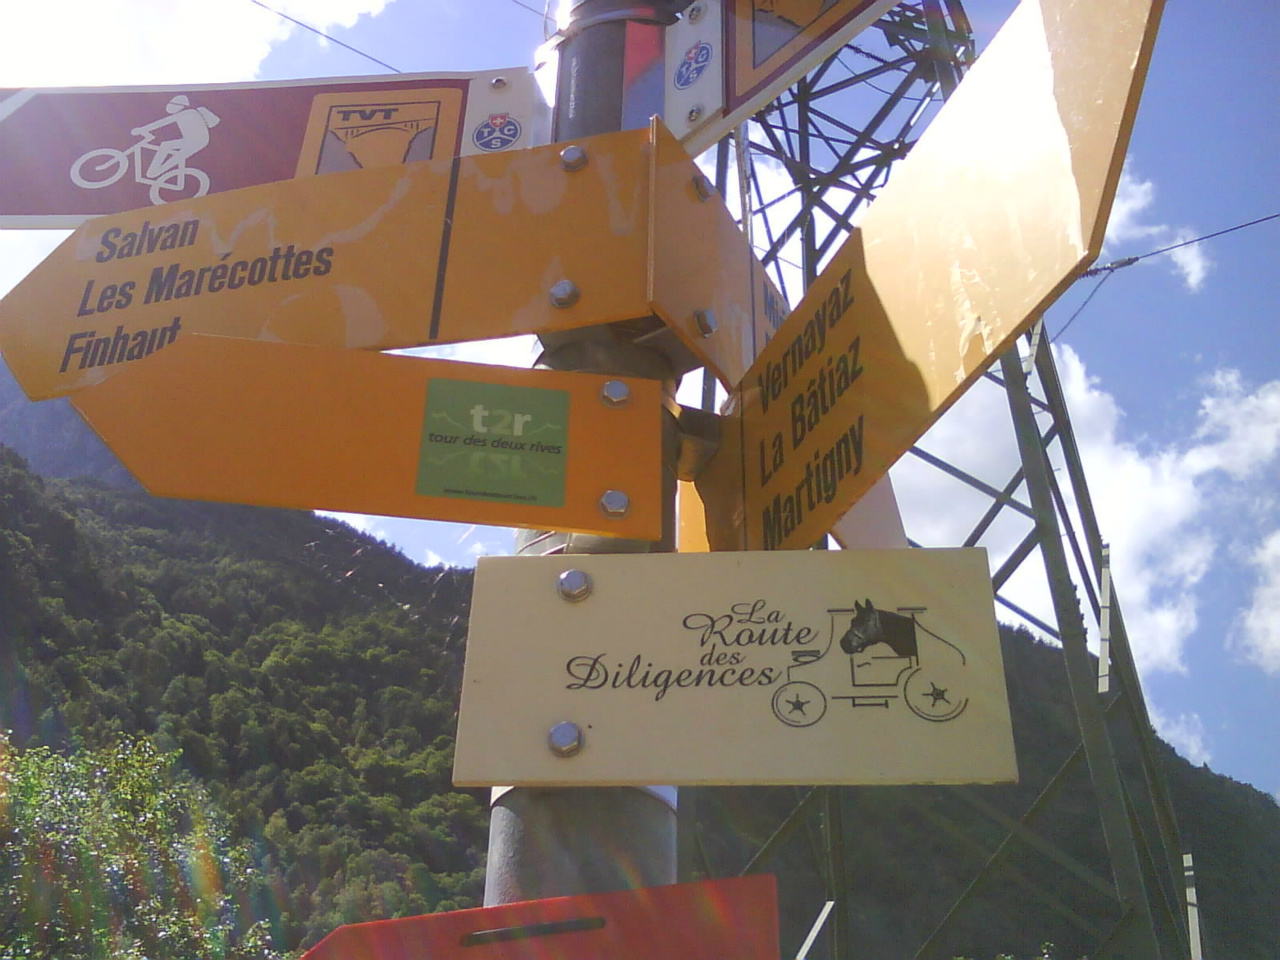 TVT
TCS
TCS
Salvan
Les Marécottes
Finhaut
Vernayaz
La Bâtiaz
Martigny
t2r
tour des deux rives
La
Route
des
Diligences